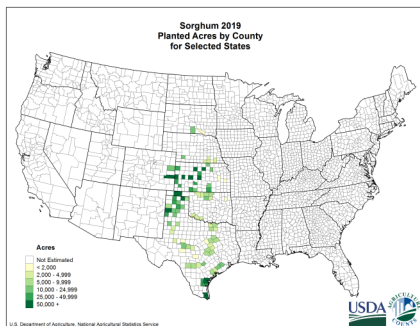 Sorghum 2019
Planted Acres by County
for Selected States
Acres
Not Estimated
< 2,000
2,000 - 4,999
5,000 - 9,999
10,000 - 24,999
25,000 - 49,999
50,000 +
USDA
AGRICULTURE
COUNTS
U.S. Department of Agriculture, National Agricultural Statistics Service